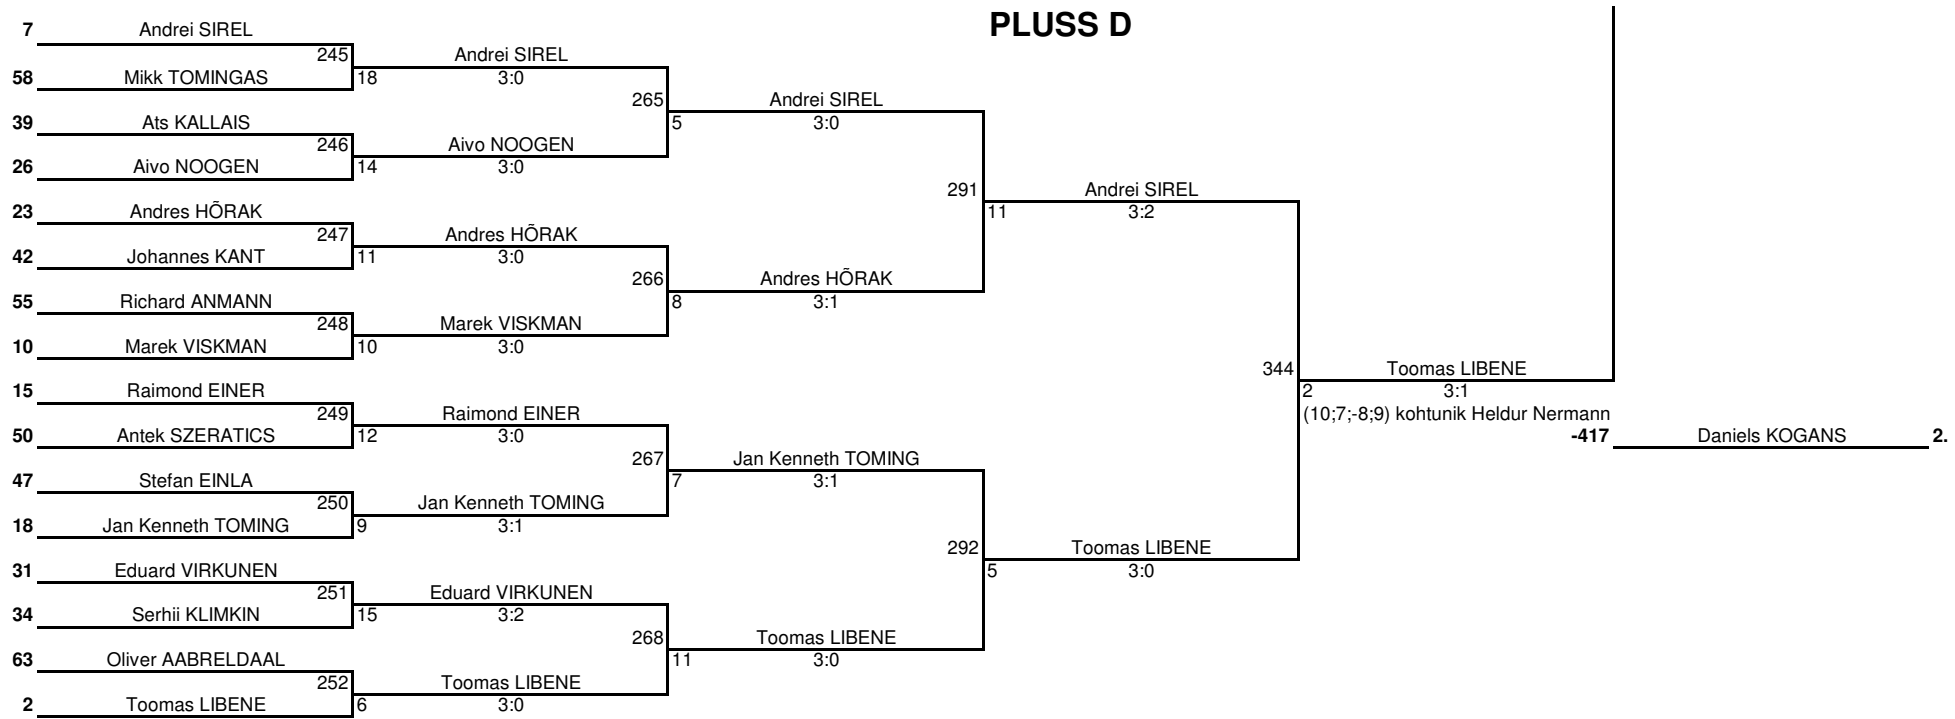 PLUSS D
7 Andrei SIREL
245 Andrei SIREL
58 Mikk TOMINGAS 18 3:0
265 Andrei SIREL
39 Ats KALLAIS 5 3:0
246 Aivo NOOGEN
26 Aivo NOOGEN 14 3:0
291 Andrei SIREL
23 Andres HÕRAK 11 3:2
247 Andres HÕRAK
42 Johannes KANT 11 3:0
266 Andres HÕRAK
55 Richard ANMANN 8 3:1
248 Marek VISKMAN
10 Marek VISKMAN 10 3:0
344 Toomas LIBENE
15 Raimond EINER 2 3:1
249 Raimond EINER (10;7;-8;9) kohtunik Heldur Nermann
50 Antek SZERATICS 12 3:0 -417 Daniels KOGANS 2.
267 Jan Kenneth TOMING
47 Stefan EINLA 7 3:1
250 Jan Kenneth TOMING
18 Jan Kenneth TOMING 9 3:1
292 Toomas LIBENE
31 Eduard VIRKUNEN 5 3:0
251 Eduard VIRKUNEN
34 Serhii KLIMKIN 15 3:2
268 Toomas LIBENE
63 Oliver AABRELDAAL 11 3:0
252 Toomas LIBENE
2 Toomas LIBENE 6 3:0